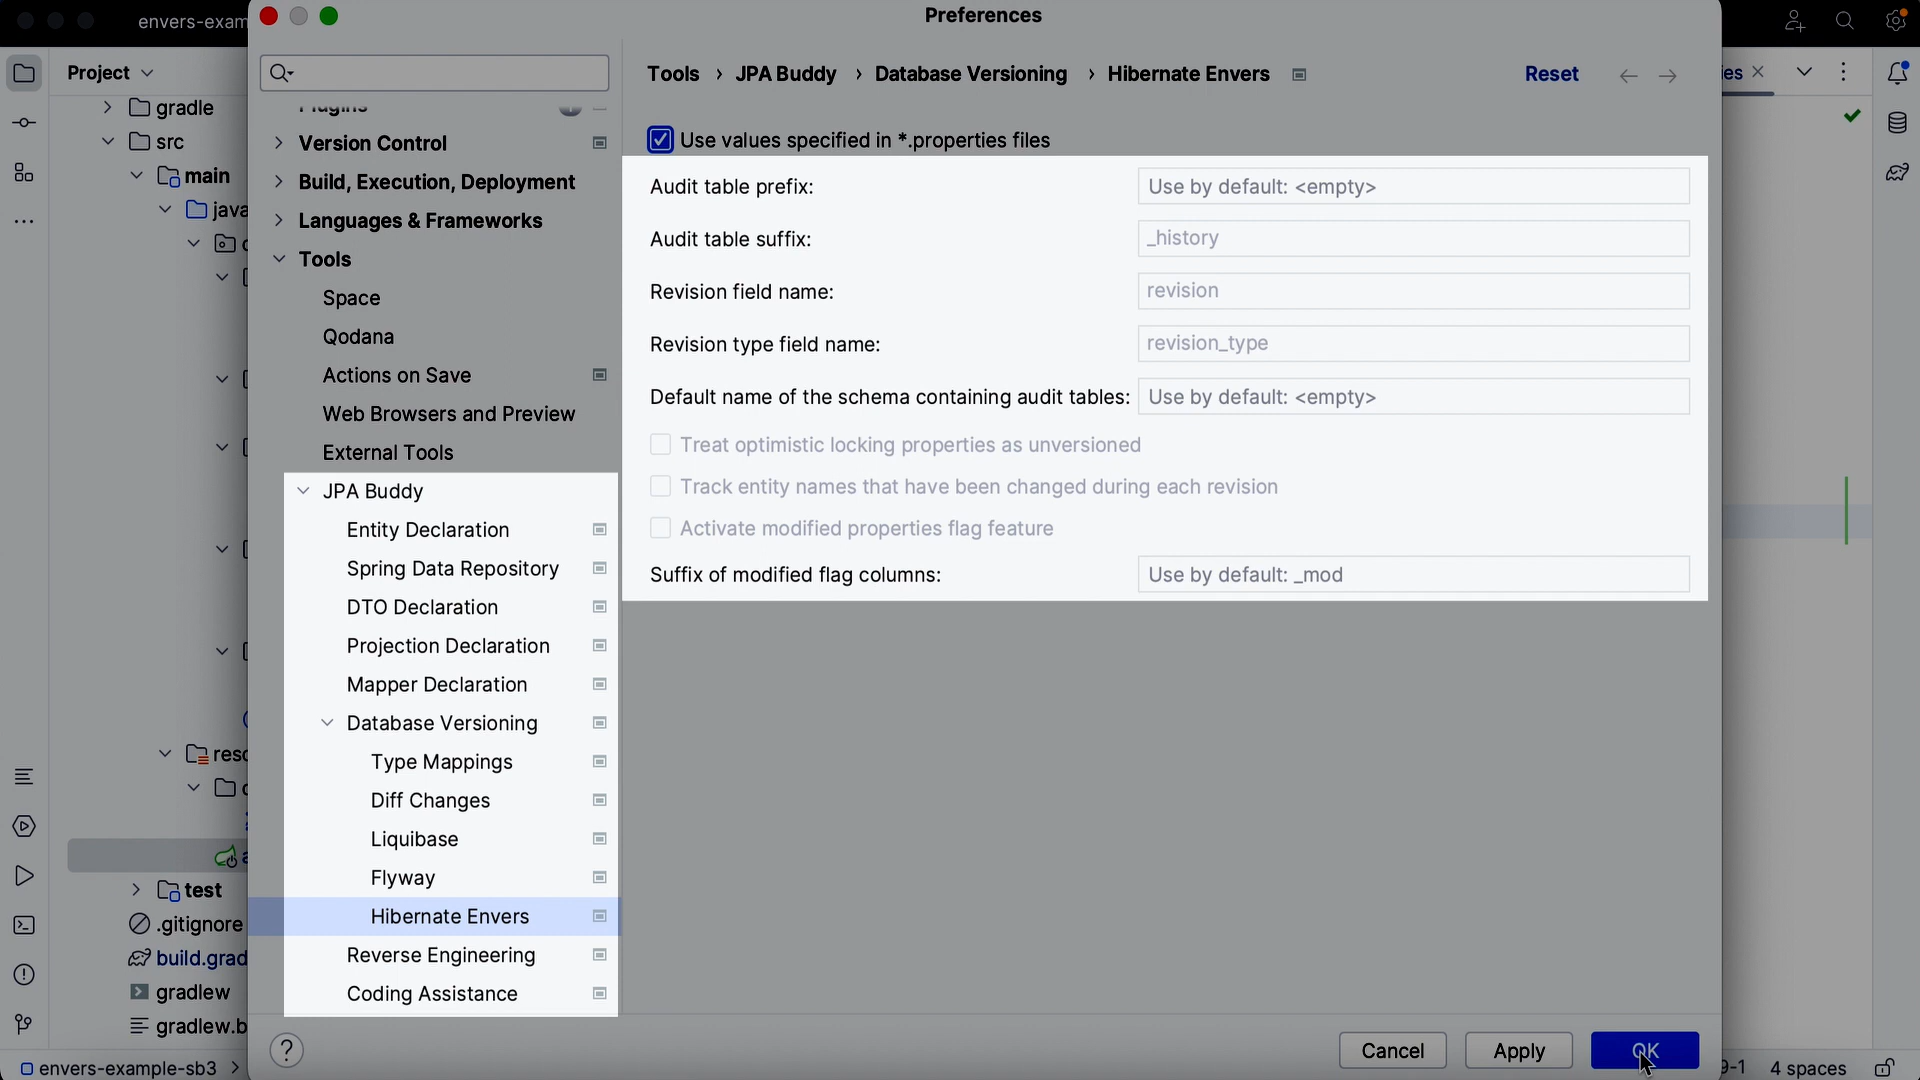 envers-exam
Preferences
Project
gradle
src
main
java
reso
test
.gitignore
build.grad
gradlew
gradlew.b
envers-example-sb3
Plugins
Version Control
Build, Execution, Deployment
Languages & Frameworks
Tools
Space
Qodana
Actions on Save
Web Browsers and Preview
External Tools
JPA Buddy
Entity Declaration
Spring Data Repository
DTO Declaration
Projection Declaration
Mapper Declaration
Database Versioning
Type Mappings
Diff Changes
Liquibase
Flyway
Hibernate Envers
Reverse Engineering
Coding Assistance
?
Tools › JPA Buddy › Database Versioning › Hibernate Envers
Reset
Use values specified in *.properties files
Audit table prefix: Use by default: <empty>
Audit table suffix: _history
Revision field name: revision
Revision type field name: revision_type
Default name of the schema containing audit tables: Use by default: <empty>
Treat optimistic locking properties as unversioned
Track entity names that have been changed during each revision
Activate modified properties flag feature
Suffix of modified flag columns: Use by default: _mod
Cancel
Apply
OK
ies
9-1
4 spaces